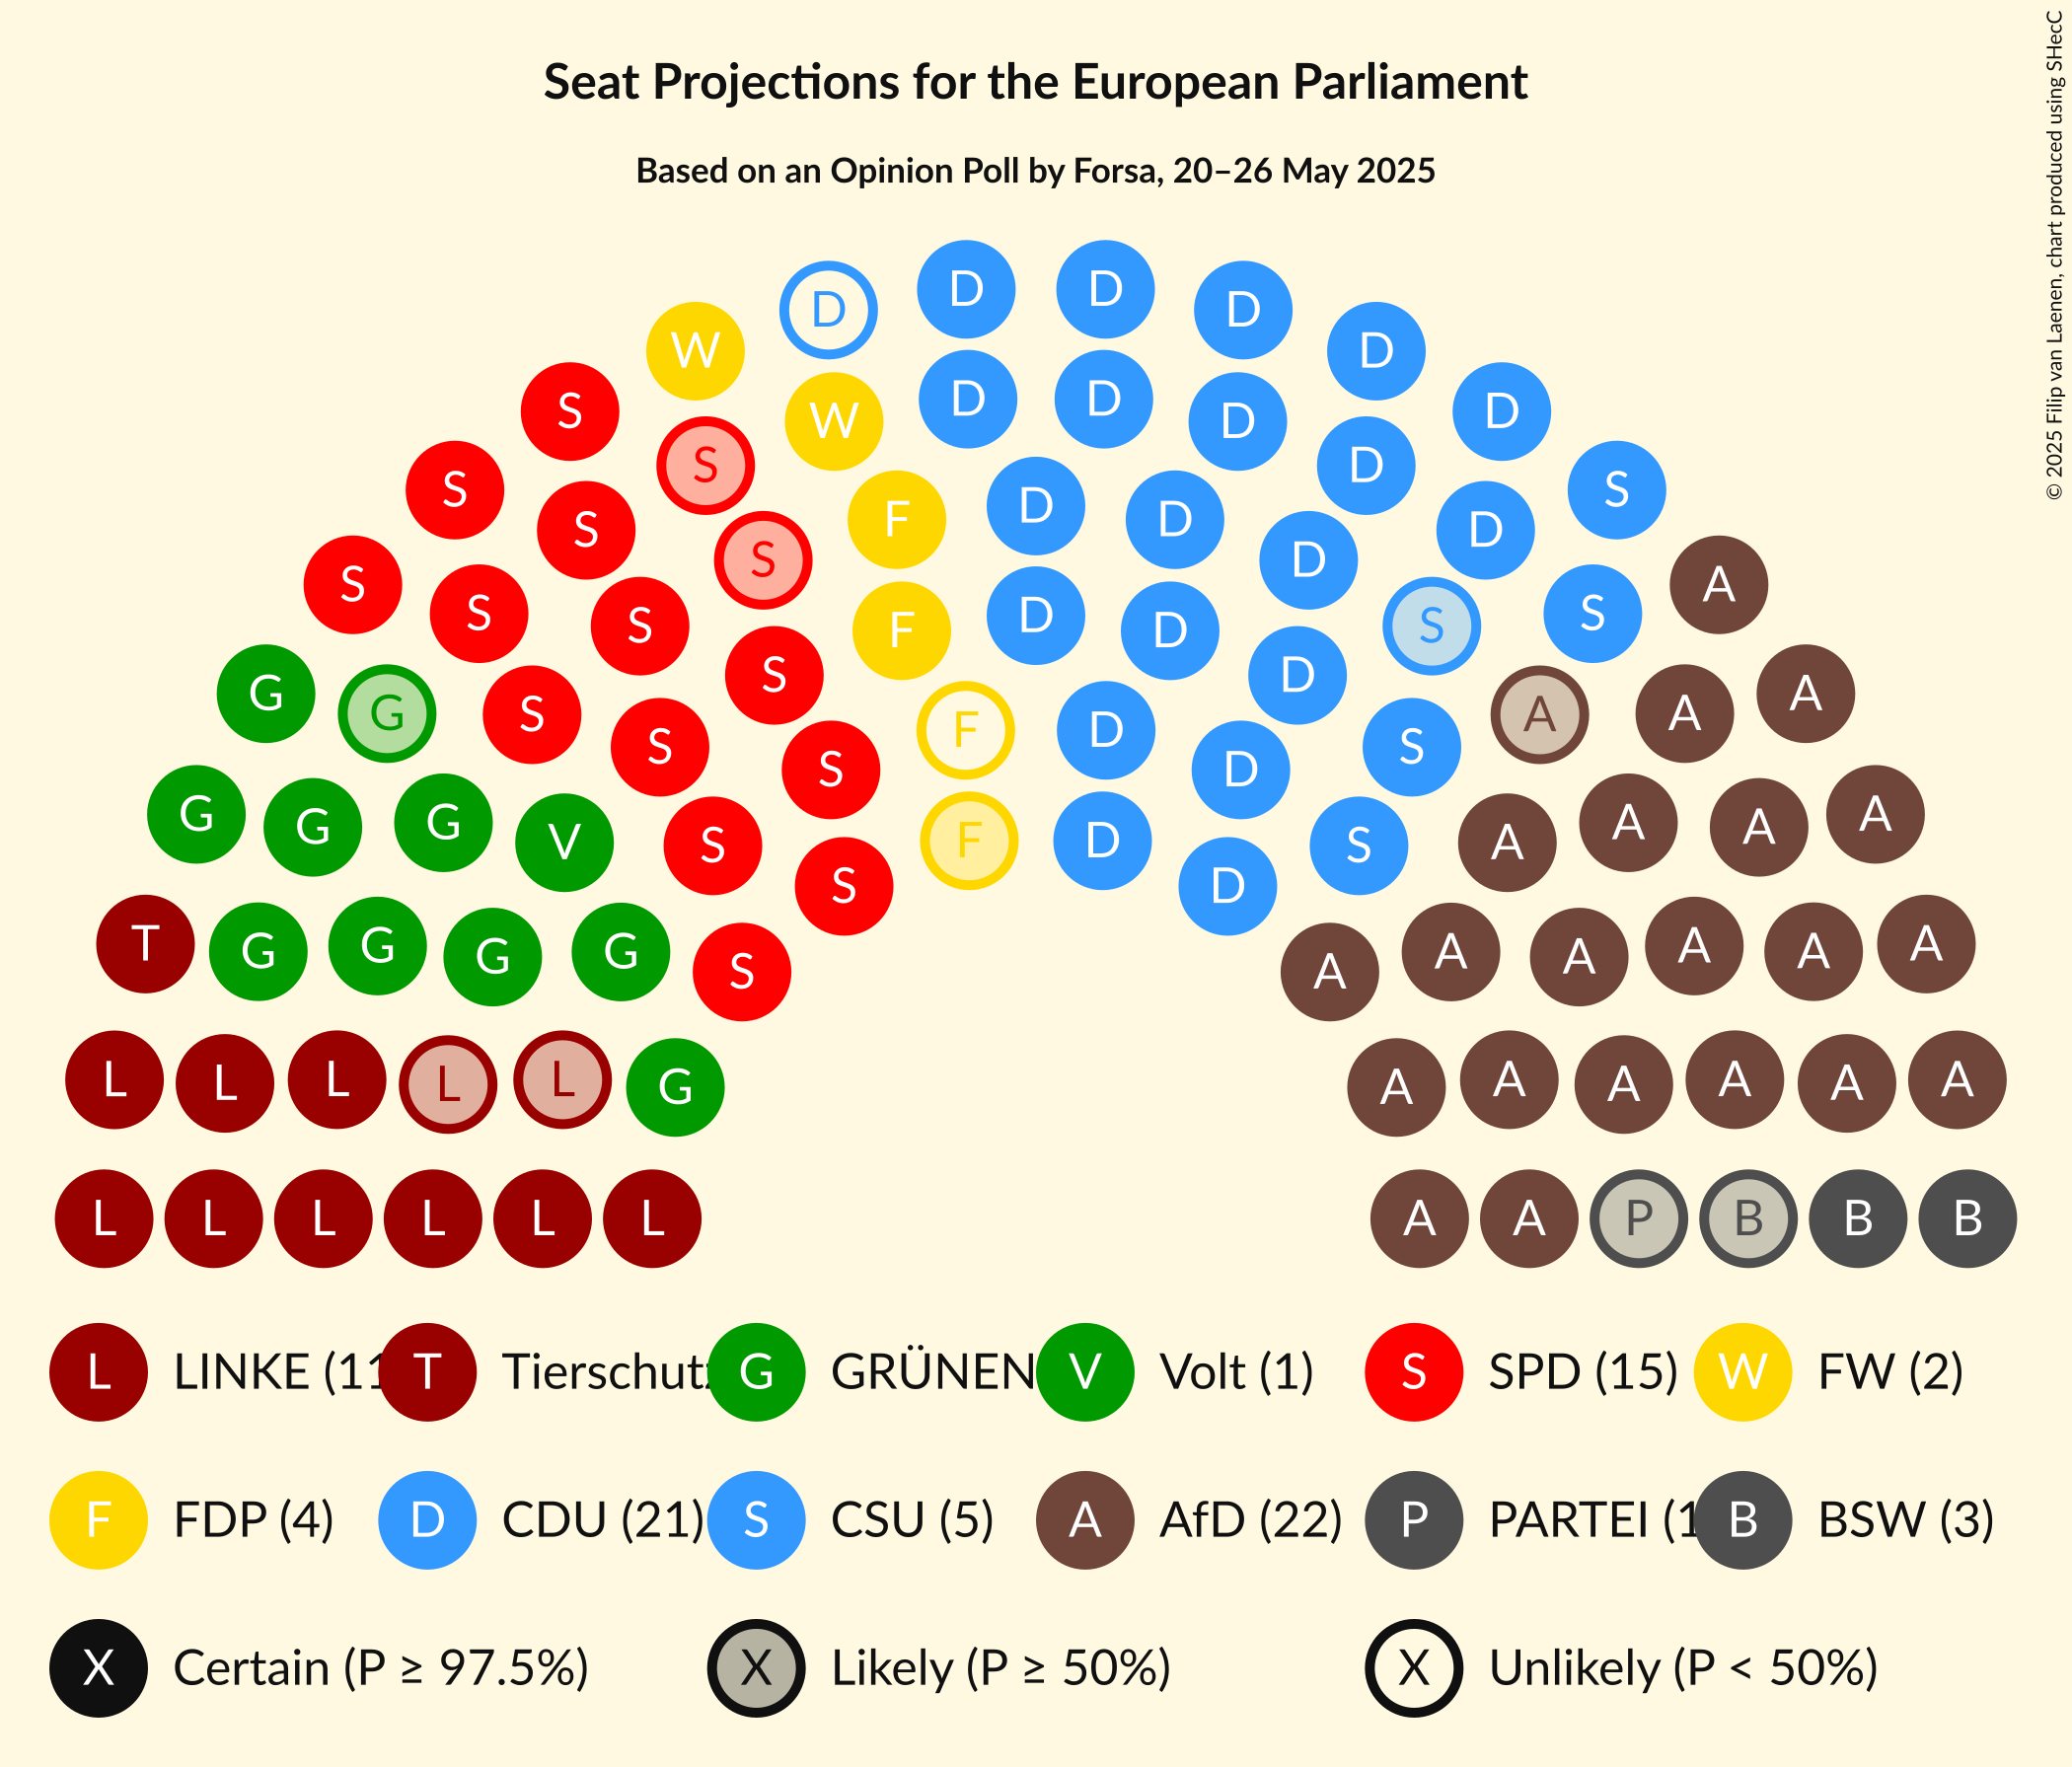 Seat Projections for the European Parliament
Based on an Opinion Poll by Forsa, 20–26 May 2025
© 2025 Filip van Laenen, chart produced using SHecC
D D D D
W D D
S W D D D D
S S D D S
S F D D
S S D
S S S D D D S
S S F D D S A
G G S S D S A A A
S F D D
S
G G G V S S F D D S A A A A
S D
T G G G G S A A A A A A
L L L L L G A A A A A A
L L L L L L A A P B B B
L LINKE (11 T Tierschutz G GRÜNEN V Volt (1) S SPD (15) W FW (2)
F FDP (4) D CDU (21) S CSU (5) A AfD (22) P PARTEI (1 B BSW (3)
X Certain (P ≥ 97.5%) X Likely (P ≥ 50%) X Unlikely (P < 50%)